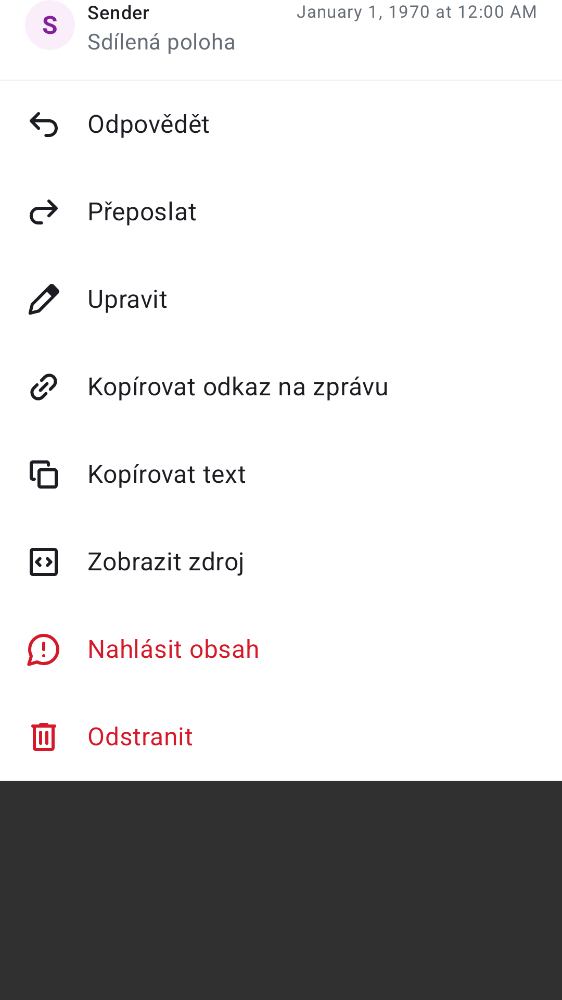 S
Sender
January 1, 1970 at 12:00 AM
Sdílená poloha
Odpovědět
Přeposlat
Upravit
Kopírovat odkaz na zprávu
Kopírovat text
Zobrazit zdroj
Nahlásit obsah
Odstranit